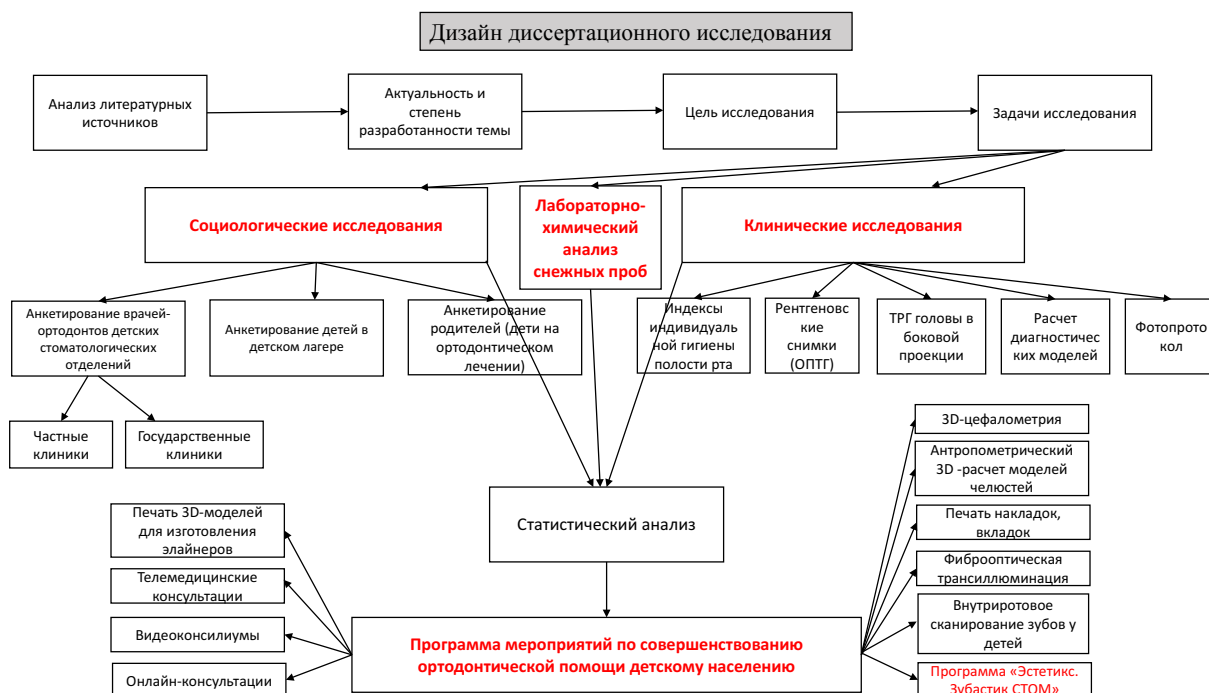 Дизайн диссертационного исследования
Анализ литературных
источников
Актуальность и
степень
разработанности темы
Цель исследования
Задачи исследования
Социологические исследования
Лабораторно-
химический
анализ
снежных проб
Клинические исследования
Анкетирование врачей-
ортодонтов детских
стоматологических
отделений
Анкетирование детей в
детском лагере
Анкетирование
родителей (дети на
ортодонтическом
лечении)
Индексы
индивидуаль
ной гигиены
полости рта
Рентгеновс
кие
снимки
(ОПТГ)
ТРГ головы в
боковой
проекции
Расчет
диагностичес
ких моделей
Фотопрото
кол
Частные
клиники
Государственные
клиники
Статистический анализ
Печать 3D-моделей
для изготовления
элайнеров
Телемедицинские
консультации
Видеоконсилиумы
Онлайн-консультации
Программа мероприятий по совершенствованию
ортодонтической помощи детскому населению
3D-цефалометрия
Антропометрический
3D -расчет моделей
челюстей
Печать накладок,
вкладок
Фиброоптическая
трансиллюминация
Внутриротовое
сканирование зубов у
детей
Программа «Эстетикс.
Зубастик СТОМ»